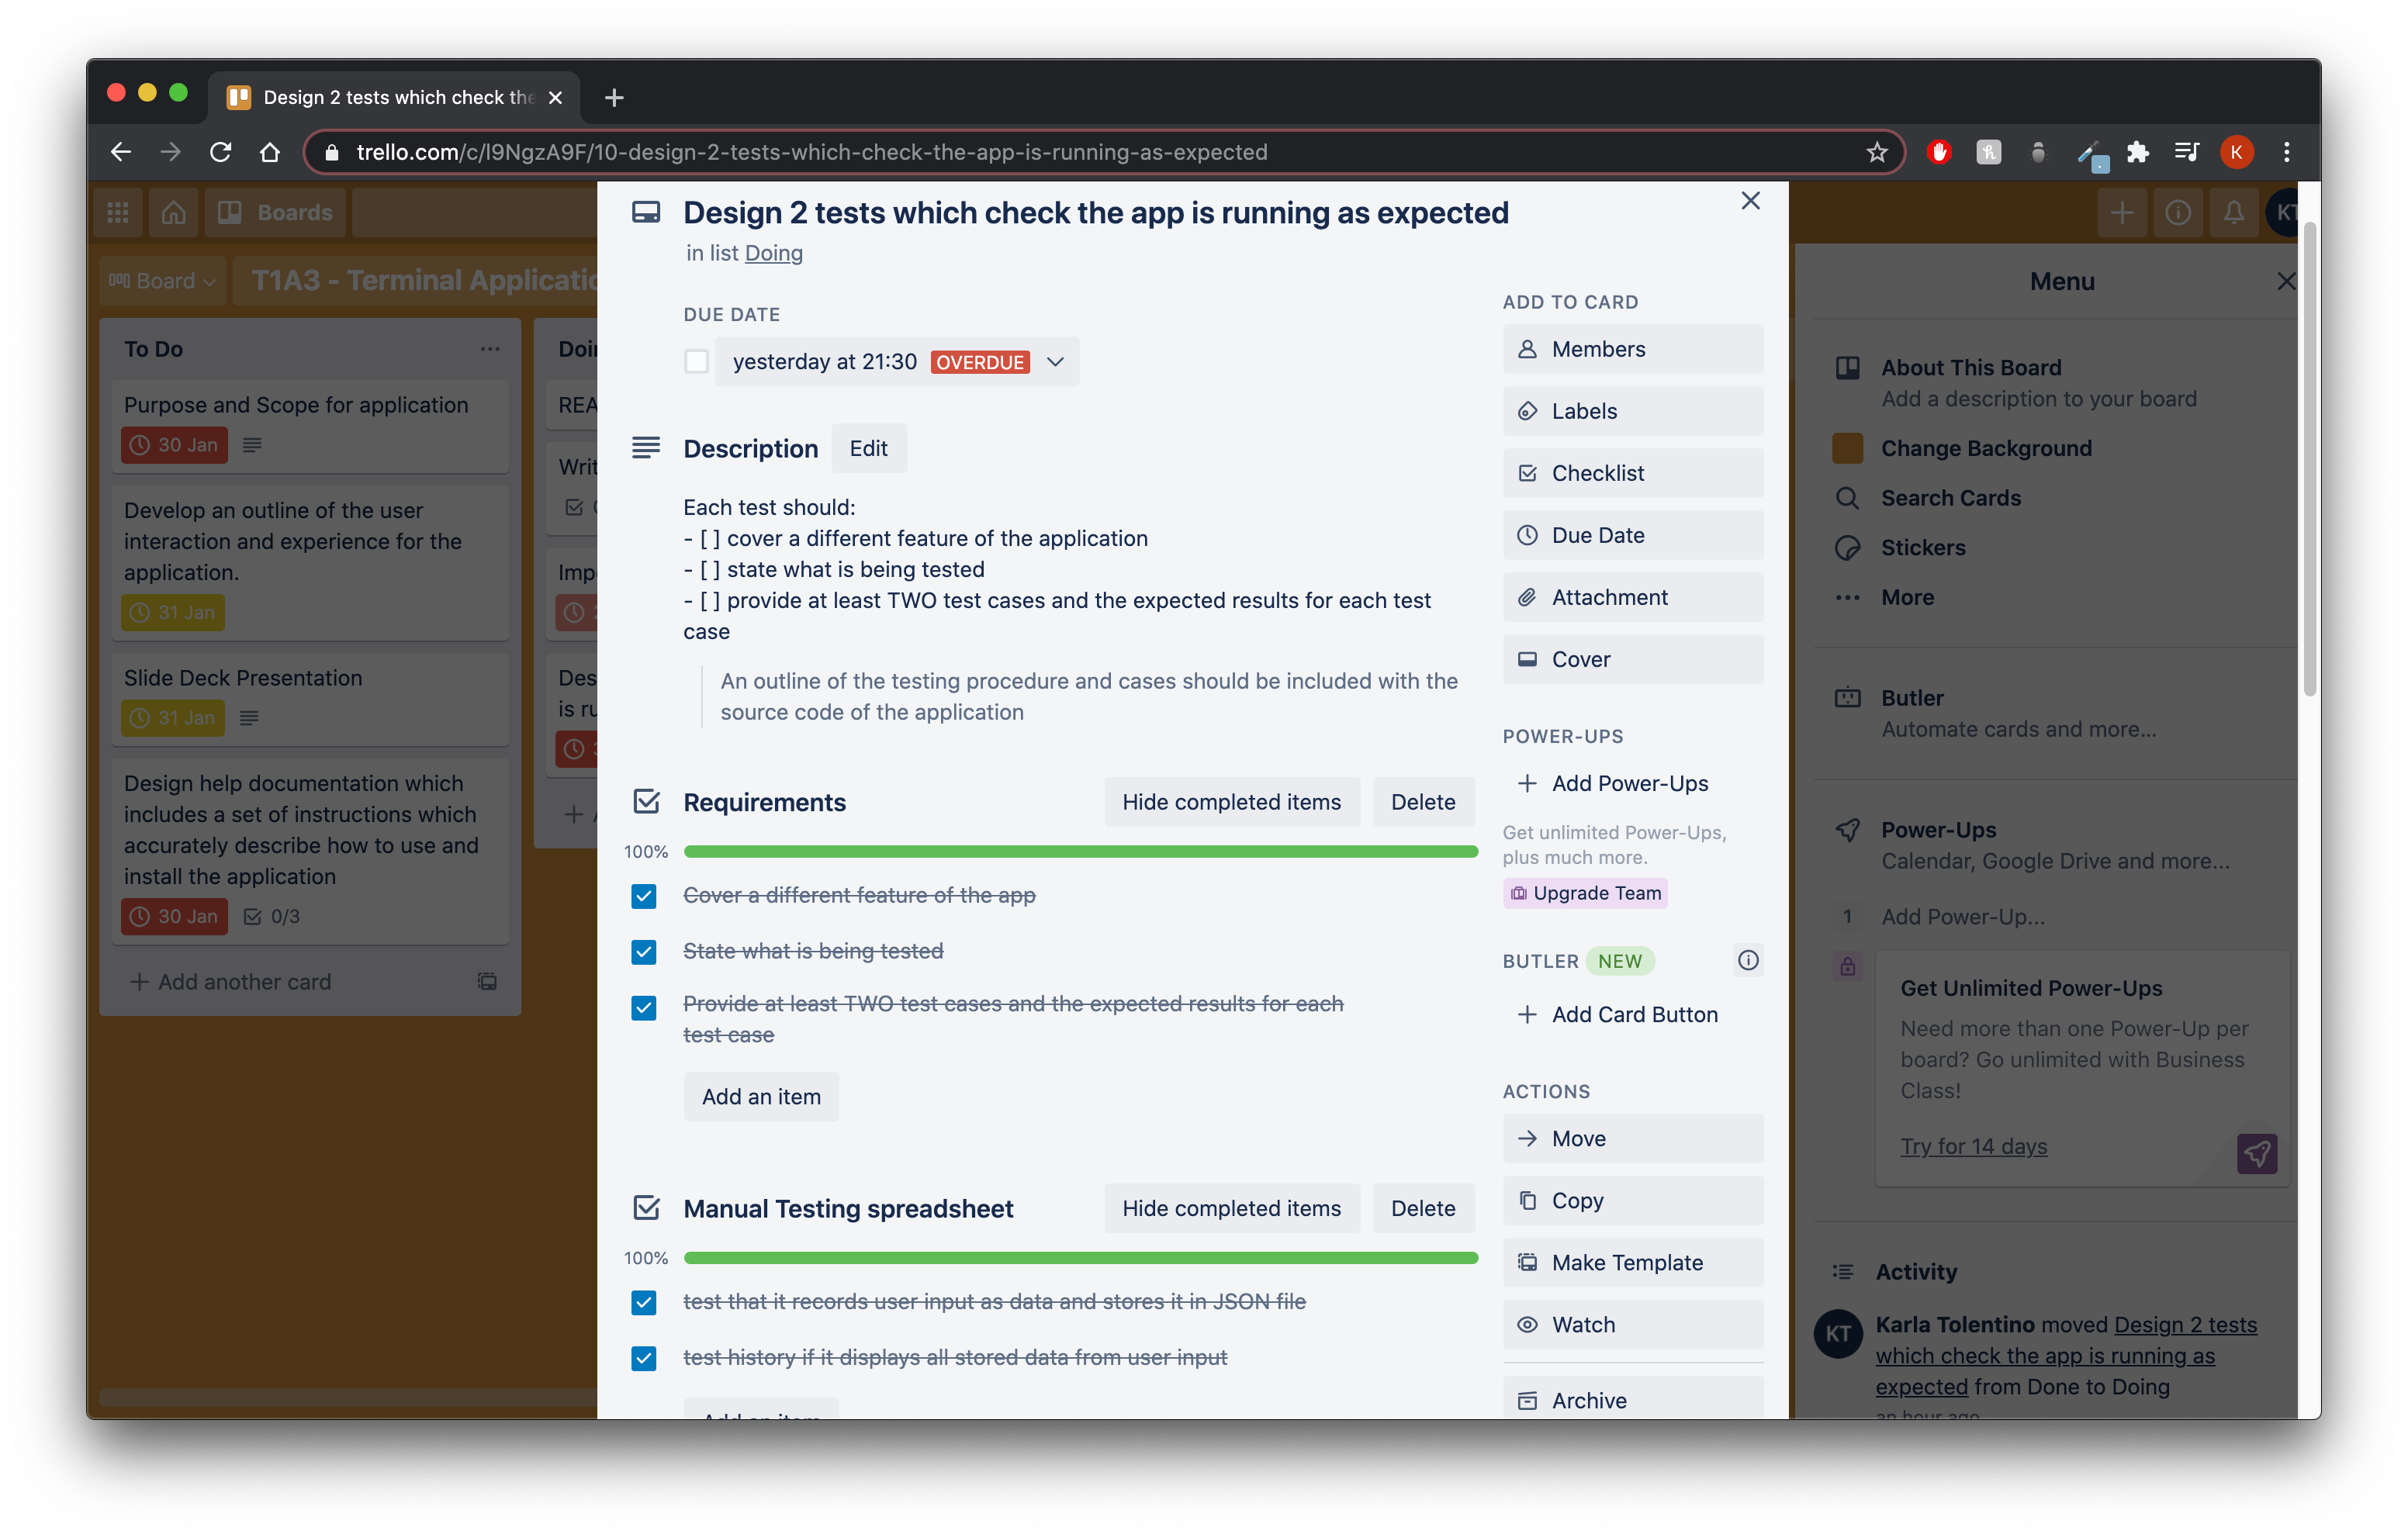 Design 2 tests which check the
trello.com/c/l9NgzA9F/10-design-2-tests-which-check-the-app-is-running-as-expected
K
Boards
KT
Board
T1A3 - Terminal Applicatio
To Do
Purpose and Scope for application
30 Jan
Develop an outline of the user
interaction and experience for the
application.
31 Jan
Slide Deck Presentation
31 Jan
Design help documentation which
includes a set of instructions which
accurately describe how to use and
install the application
30 Jan
0/3
Add another card
Doi
REA
Writ
Imp
Des
is ru
Design 2 tests which check the app is running as expected
in list Doing
DUE DATE
yesterday at 21:30 OVERDUE
Description
Edit
Each test should:
- [ ] cover a different feature of the application
- [ ] state what is being tested
- [ ] provide at least TWO test cases and the expected results for each test
case
An outline of the testing procedure and cases should be included with the
source code of the application
Requirements
Hide completed items
Delete
100%
Cover a different feature of the app
State what is being tested
Provide at least TWO test cases and the expected results for each
test case
Add an item
Manual Testing spreadsheet
Hide completed items
Delete
100%
test that it records user input as data and stores it in JSON file
test history if it displays all stored data from user input
Add an item
ADD TO CARD
Members
Labels
Checklist
Due Date
Attachment
Cover
POWER-UPS
Add Power-Ups
Get unlimited Power-Ups,
plus much more.
Upgrade Team
BUTLER NEW
Add Card Button
ACTIONS
Move
Copy
Make Template
Watch
Archive
Menu
About This Board
Add a description to your board
Change Background
Search Cards
Stickers
More
Butler
Automate cards and more...
Power-Ups
Calendar, Google Drive and more...
1
Add Power-Up...
Get Unlimited Power-Ups
Need more than one Power-Up per
board? Go unlimited with Business
Class!
Try for 14 days
Activity
KT
Karla Tolentino moved Design 2 tests
which check the app is running as
expected from Done to Doing
an hour ago